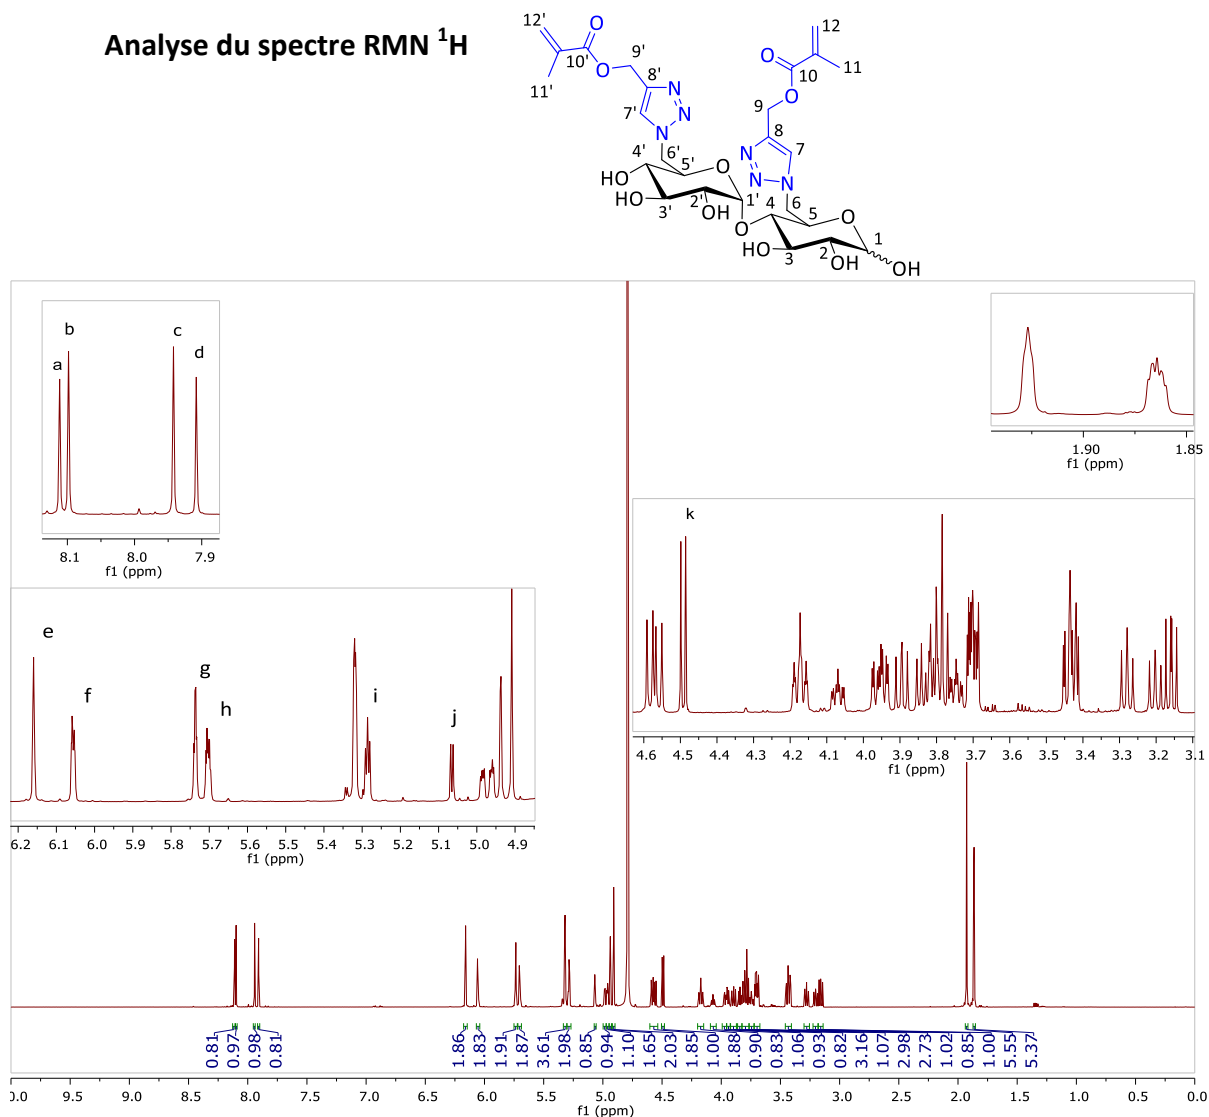 Analyse du spectre RMN ¹H
12' O 9' 12
10' O 8' N O 10 11
11' 7' N 9 O
N 8
4' 6' N 7
5' O N N
HO 1' 4 6 5 O 1
HO 2' OH O
3' HO 3 2 OH OH
a b c d
8.1 8.0 7.9
f1 (ppm)
1.90 1.85
f1 (ppm)
k
4.6 4.5 4.4 4.3 4.2 4.1 4.0 3.9 3.8 3.7 3.6 3.5 3.4 3.3 3.2 3.1
f1 (ppm)
e f g h i j
6.2 6.1 6.0 5.9 5.8 5.7 5.6 5.5 5.4 5.3 5.2 5.1 5.0 4.9
f1 (ppm)
0.81 0.97 0.98 0.81 1.86 1.83 1.91 1.87 3.61 1.98 0.85 0.94 1.10 1.65 2.03 1.85 1.00 1.88 0.90 0.83 1.06 0.93 0.82 3.16 1.07 2.98 2.73 1.02 0.85 1.00 5.55 5.37
0.0 9.5 9.0 8.5 8.0 7.5 7.0 6.5 6.0 5.5 5.0 4.5 4.0 3.5 3.0 2.5 2.0 1.5 1.0 0.5 0.0
f1 (ppm)